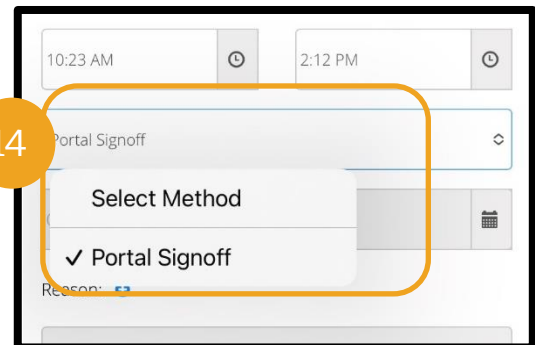 10:23 AM 2:12 PM
14
Portal Signoff
Select Method
✓ Portal Signoff
Reason: